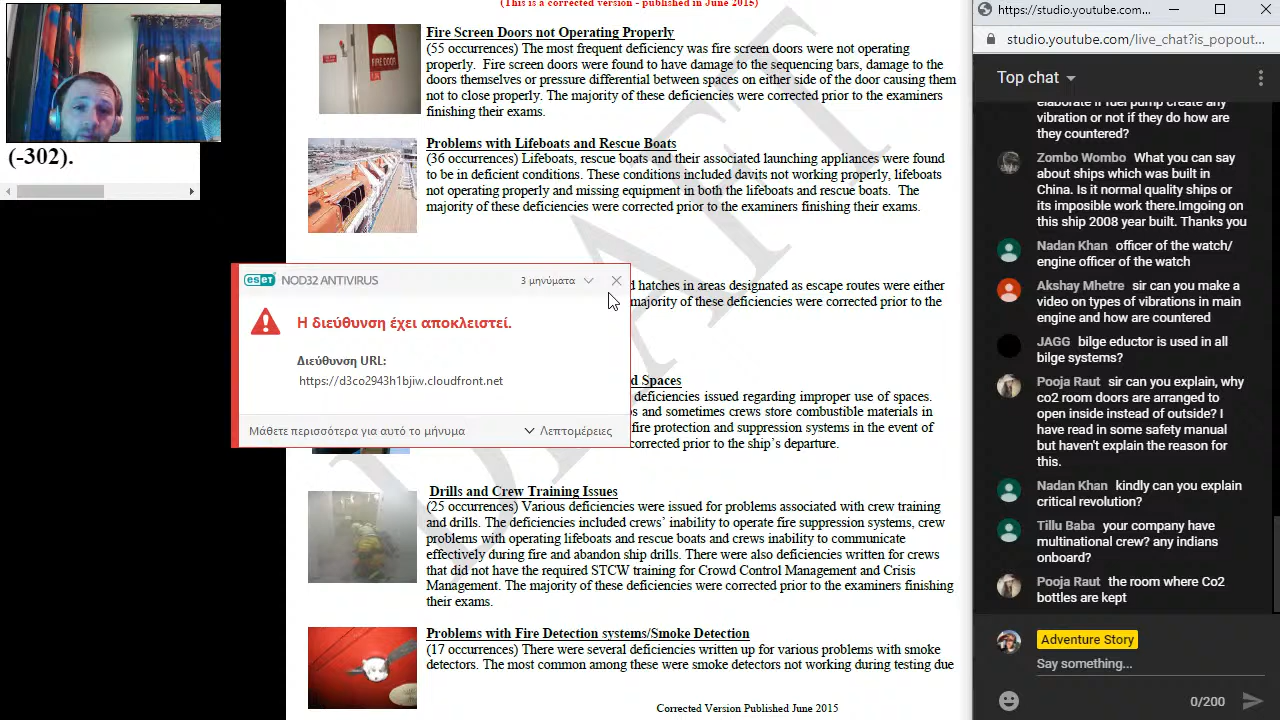 (This is a corrected version - published in June 2015)
Fire Screen Doors not Operating Properly
(55 occurrences) The most frequent deficiency was fire screen doors were not operating
properly. Fire screen doors were found to have damage to the sequencing bars, damage to the
doors themselves or pressure differential between spaces on either side of the door causing them
not to close properly. The majority of these deficiencies were corrected prior to the examiners
finishing their exams.
FIRE DOOR
(-302).
Problems with Lifeboats and Rescue Boats
(36 occurrences) Lifeboats, rescue boats and their associated launching appliances were found
to be in deficient conditions. These conditions included davits not working properly, lifeboats
not operating properly and missing equipment in both the lifeboats and rescue boats. The
majority of these deficiencies were corrected prior to the examiners finishing their exams.
d hatches in areas designated as escape routes were either
majority of these deficiencies were corrected prior to the
d Spaces
deficiencies issued regarding improper use of spaces.
s and sometimes crews store combustible materials in
fire protection and suppression systems in the event of
corrected prior to the ship's departure.
DRAFT
eset NOD32 ANTIVIRUS
3 μηνύματα
Η διεύθυνση έχει αποκλειστεί.
Διεύθυνση URL:
https://d3co2943h1bjiw.cloudfront.net
Μάθετε περισσότερα για αυτό το μήνυμα
Λεπτομέρειες
Drills and Crew Training Issues
(25 occurrences) Various deficiencies were issued for problems associated with crew training
and drills. The deficiencies included crews' inability to operate fire suppression systems, crew
problems with operating lifeboats and rescue boats and crews inability to communicate
effectively during fire and abandon ship drills. There were also deficiencies written for crews
that did not have the required STCW training for Crowd Control Management and Crisis
Management. The majority of these deficiencies were corrected prior to the examiners finishing
their exams.
Problems with Fire Detection systems/Smoke Detection
(17 occurrences) There were several deficiencies written up for various problems with smoke
detectors. The most common among these were smoke detectors not working during testing due
Corrected Version Published June 2015
https://studio.youtube.com...
studio.youtube.com/live_chat?is_popout...
Top chat
elaborate if fuel pump create any
vibration or not if they do how are
they countered?
Zombo Wombo What you can say
about ships which was built in
China. Is it normal quality ships or
its imposible work there.Imgoing on
this ship 2008 year built. Thanks you
Nadan Khan officer of the watch/
engine officer of the watch
Akshay Mhetre sir can you make a
video on types of vibrations in main
engine and how are countered
JAGG bilge eductor is used in all
bilge systems?
Pooja Raut sir can you explain, why
co2 room doors are arranged to
open inside instead of outside? I
have read in some safety manual
but haven't explain the reason for
this.
Nadan Khan kindly can you explain
critical revolution?
Tillu Baba your company have
multinational crew? any indians
onboard?
Pooja Raut the room where Co2
bottles are kept
Adventure Story
Say something...
0/200